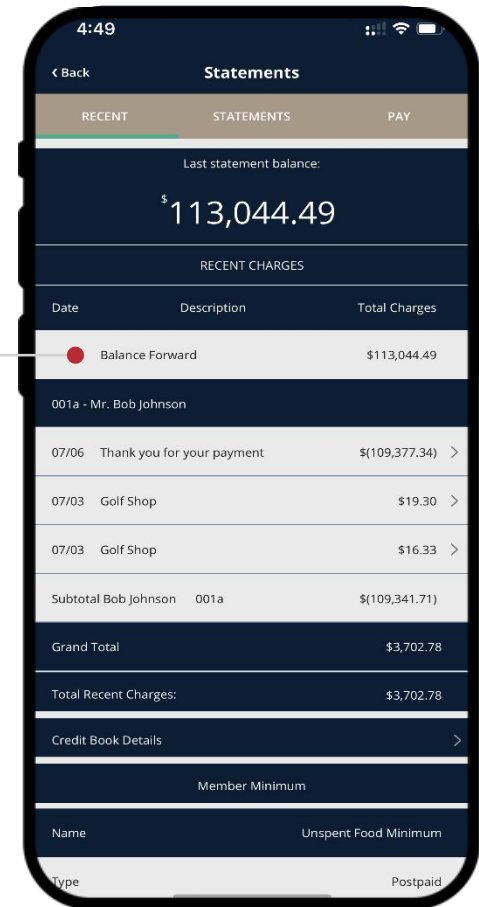 4:49
Back Statements
RECENT STATEMENTS PAY
Last statement balance:
$113,044.49
RECENT CHARGES
Date Description Total Charges
Balance Forward $113,044.49
001a - Mr. Bob Johnson
07/06 Thank you for your payment $(109,377.34)
07/03 Golf Shop $19.30
07/03 Golf Shop $16.33
Subtotal Bob Johnson 001a $(109,341.71)
Grand Total $3,702.78
Total Recent Charges: $3,702.78
Credit Book Details
Member Minimum
Name Unspent Food Minimum
Type Postpaid